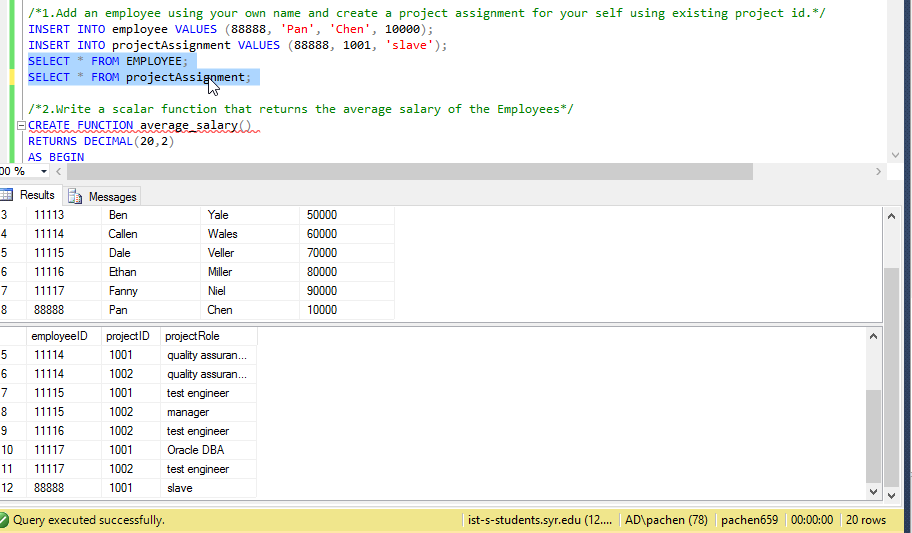 /*1.Add an employee using your own name and create a project assignment for your self using existing project id.*/
INSERT INTO employee VALUES (88888, 'Pan', 'Chen', 10000);
INSERT INTO projectAssignment VALUES (88888, 1001, 'slave');
SELECT * FROM EMPLOYEE;
SELECT * FROM projectAssignment;
/*2.Write a scalar function that returns the average salary of the Employees*/
CREATE FUNCTION average_salary()
RETURNS DECIMAL(20,2)
AS BEGIN
00 %
Results Messages
3 11113 Ben Yale 50000
4 11114 Callen Wales 60000
5 11115 Dale Veller 70000
6 11116 Ethan Miller 80000
7 11117 Fanny Niel 90000
8 88888 Pan Chen 10000
employeeID projectID projectRole
5 11114 1001 quality assuran...
6 11114 1002 quality assuran...
7 11115 1001 test engineer
8 11115 1002 manager
9 11116 1002 test engineer
10 11117 1001 Oracle DBA
11 11117 1002 test engineer
12 88888 1001 slave
Query executed successfully. ist-s-students.syr.edu (12.... AD\pachen (78) pachen659 00:00:00 20 rows